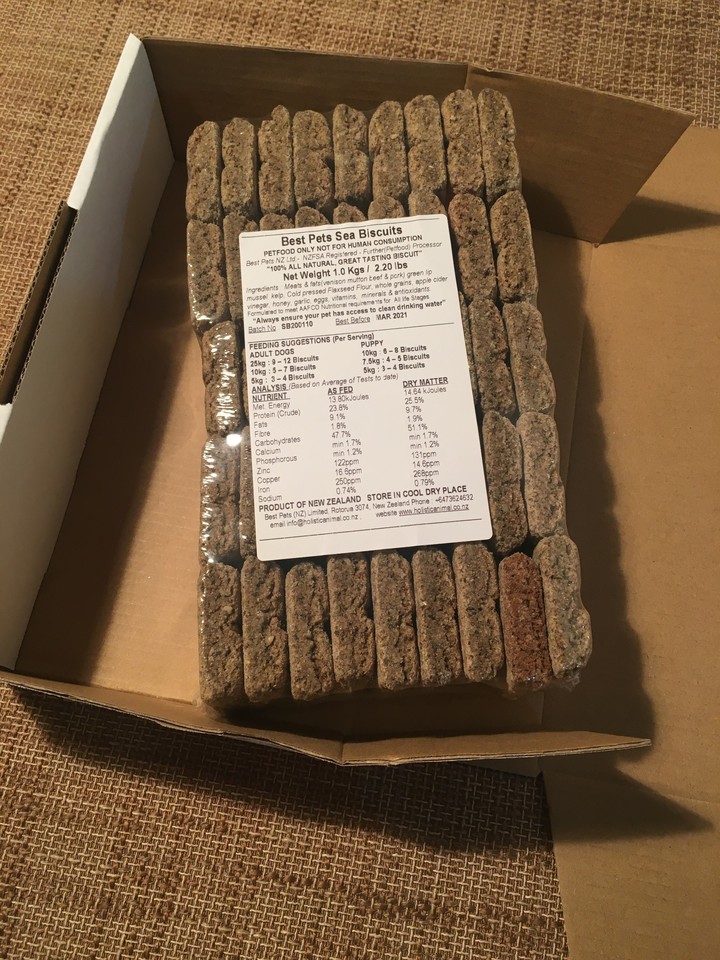 Best Pets Sea Biscuits
PETFOOD ONLY NOT FOR HUMAN CONSUMPTION
Best Pets NZ Ltd - NZFSA Registered - Further(Petfood) Processor
"100% ALL NATURAL, GREAT TASTING BISCUIT"
Net Weight 1.0 Kgs / 2.20 lbs
Ingredients : Meats & fats(venison mutton beef & pork) green lip
mussel, kelp, Cold pressed Flaxseed Flour, whole grains, apple cider
vinegar, honey, garlic, eggs, vitamins, minerals & antioxidants.
Formulated to meet AAFCO Nutritional requirements for All life Stages
"Always ensure your pet has access to clean drinking water"
Batch No SB200110 Best Before MAR 2021
FEEDING SUGGESTIONS (Per Serving)
ADULT DOGS PUPPY
25kg : 9 – 12 Biscuits 10kg : 6 – 8 Biscuits
10kg : 5 – 7 Biscuits 7.5kg : 4 – 5 Biscuits
5kg : 3 – 4 Biscuits 5kg : 3 – 4 Biscuits
ANALYSIS (Based on Average of Tests to date)
NUTRIENT AS FED DRY MATTER
Met. Energy 13.80kJoules 14.64 kJoules
Protein (Crude) 23.8% 25.5%
Fats 9.1% 9.7%
Fibre 1.8% 1.9%
Carbohydrates 47.7% 51.1%
Calcium min 1.7% min 1.7%
Phosphorous min 1.2% min 1.2%
Zinc 122ppm 131ppm
Copper 16.6ppm 14.6ppm
Iron 250ppm 268ppm
Sodium 0.74% 0.79%
PRODUCT OF NEW ZEALAND STORE IN COOL DRY PLACE
Best Pets (NZ) Limited, Rotorua 3074, New Zealand Phone : +6473624632
email info@holisticanimal.co.nz , website www.holisticanimal.co.nz